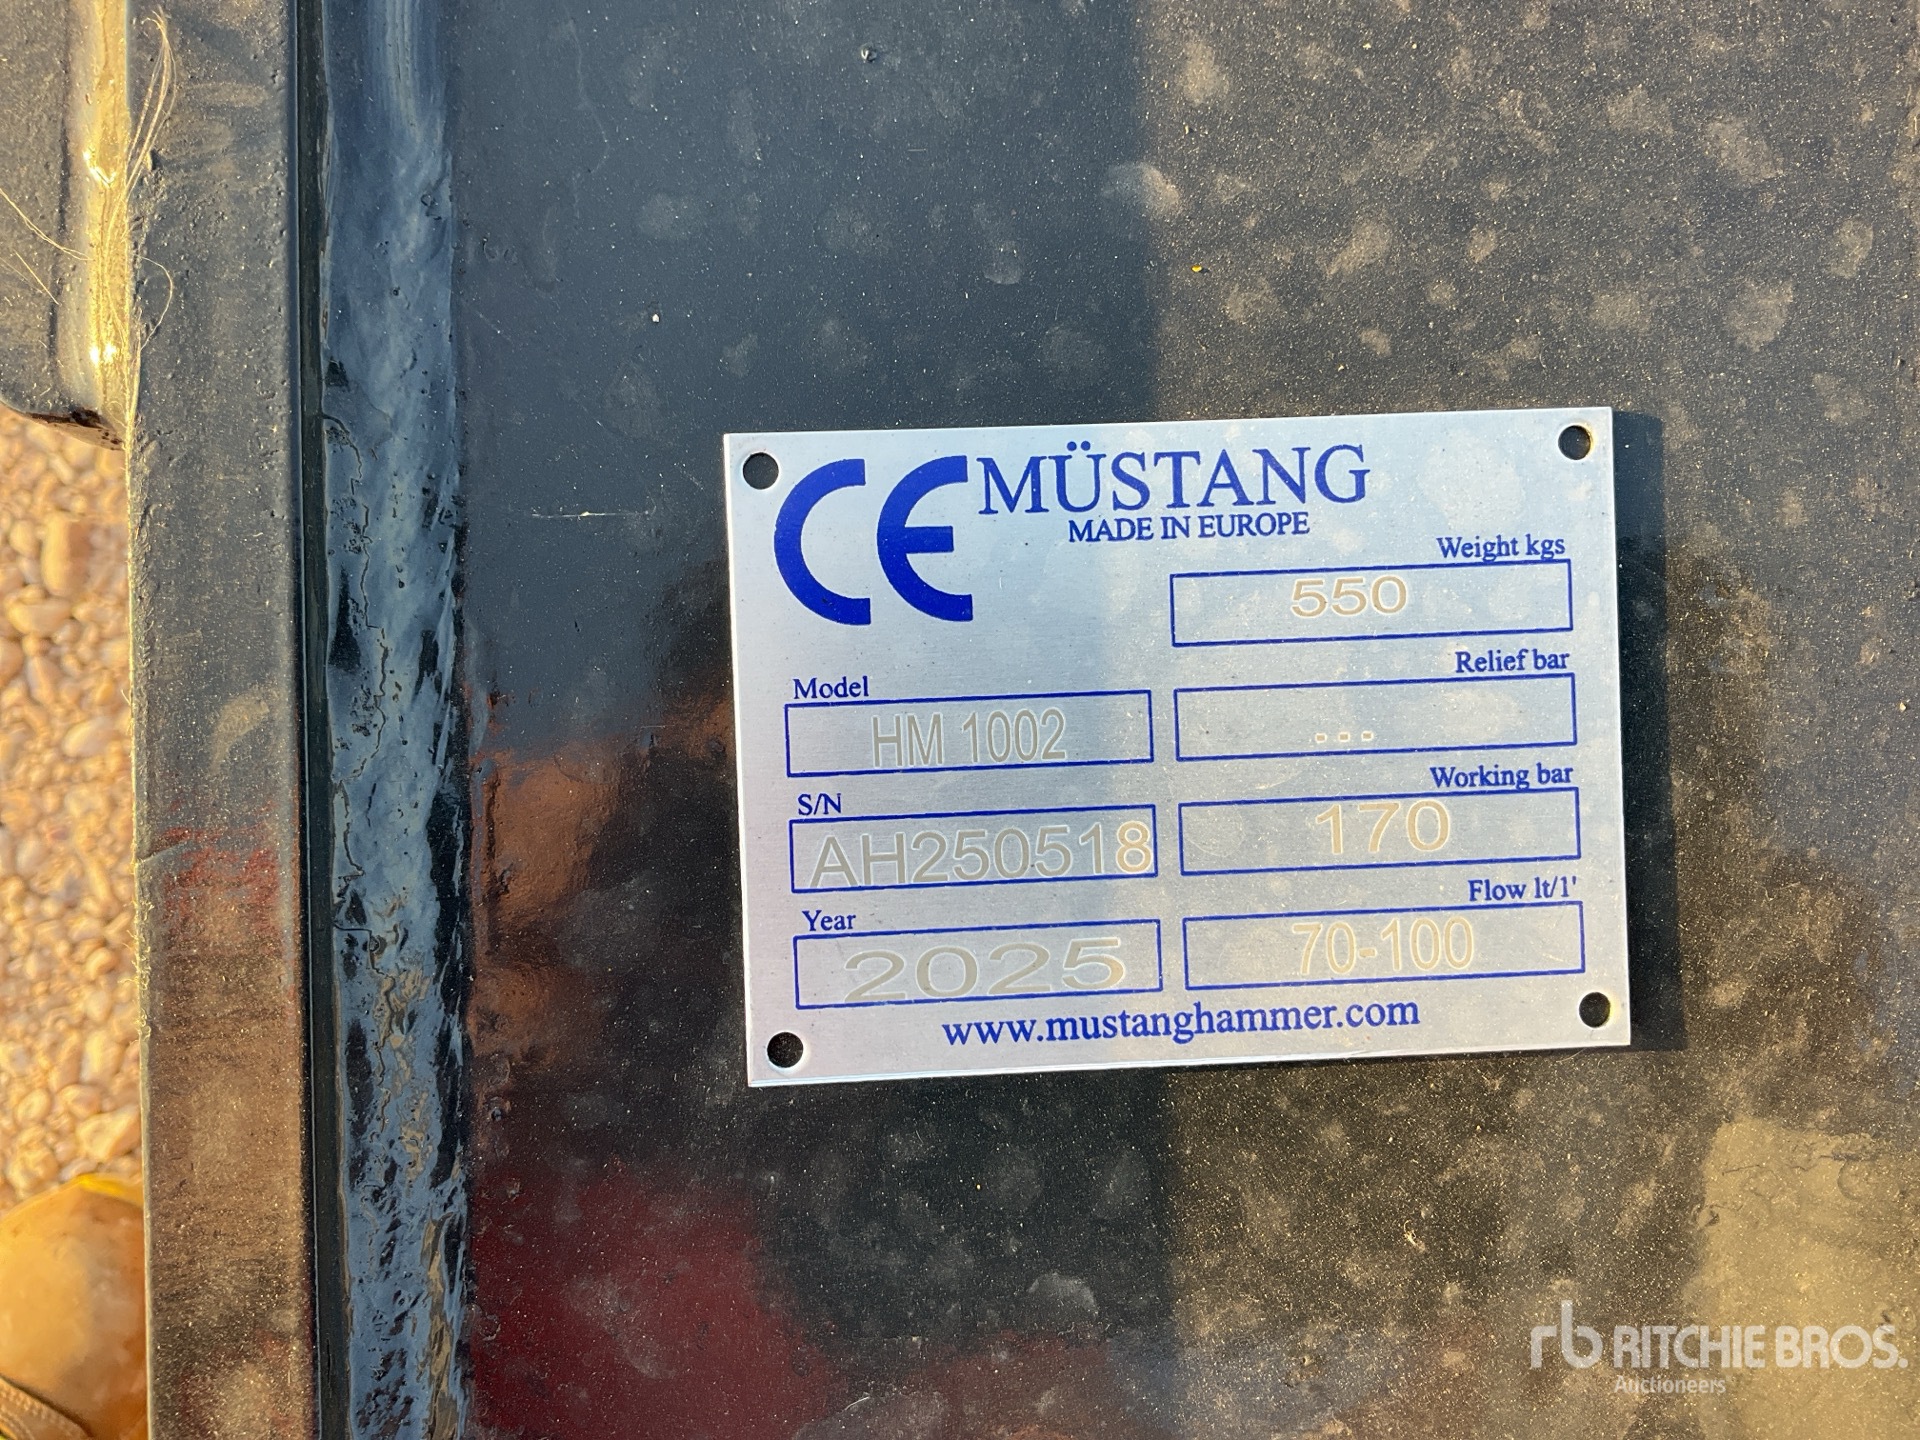 CE MÜSTANG
MADE IN EUROPE
Weight kgs
550
Relief bar
...
Model
HM 1002
Working bar
170
S/N
AH250518
Flow lt/1'
70-100
Year
2025
www.mustanghammer.com
rb RITCHIE BROS.
Auctioneers